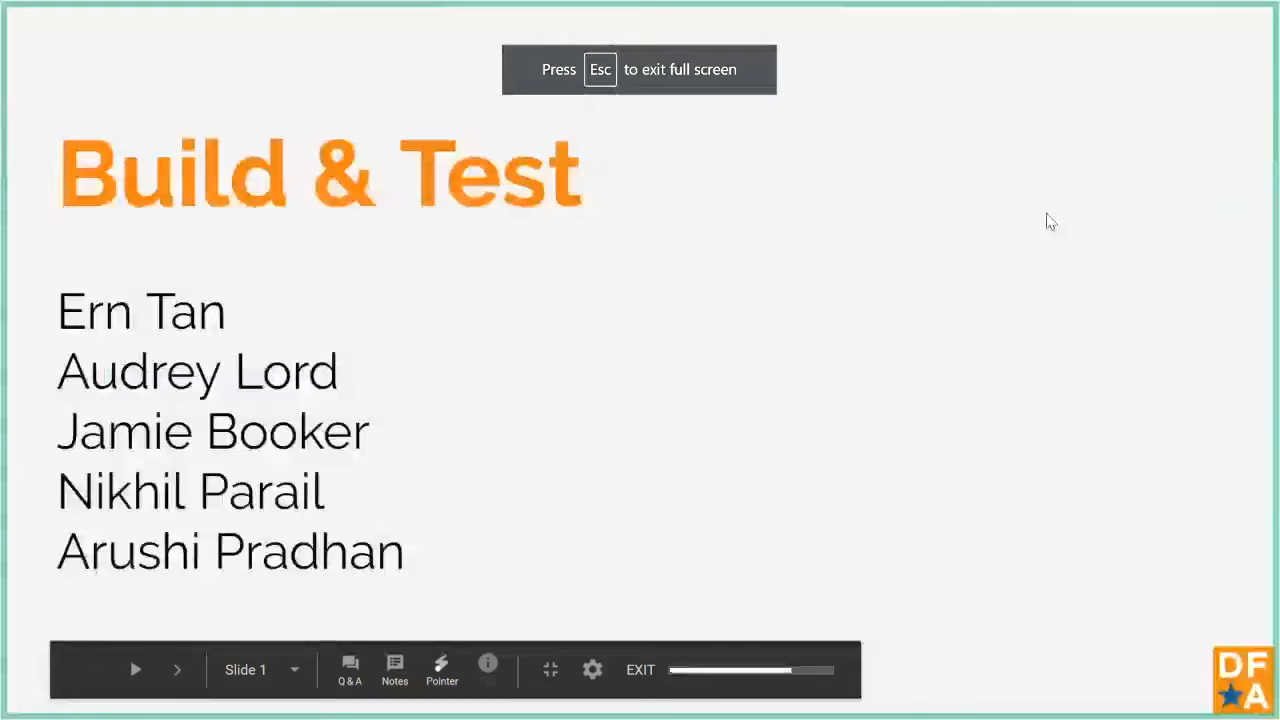 Press Esc to exit full screen
Build & Test
Ern Tan
Audrey Lord
Jamie Booker
Nikhil Parail
Arushi Pradhan
Slide 1
Q & A
Notes
Pointer
EXIT
DF
A